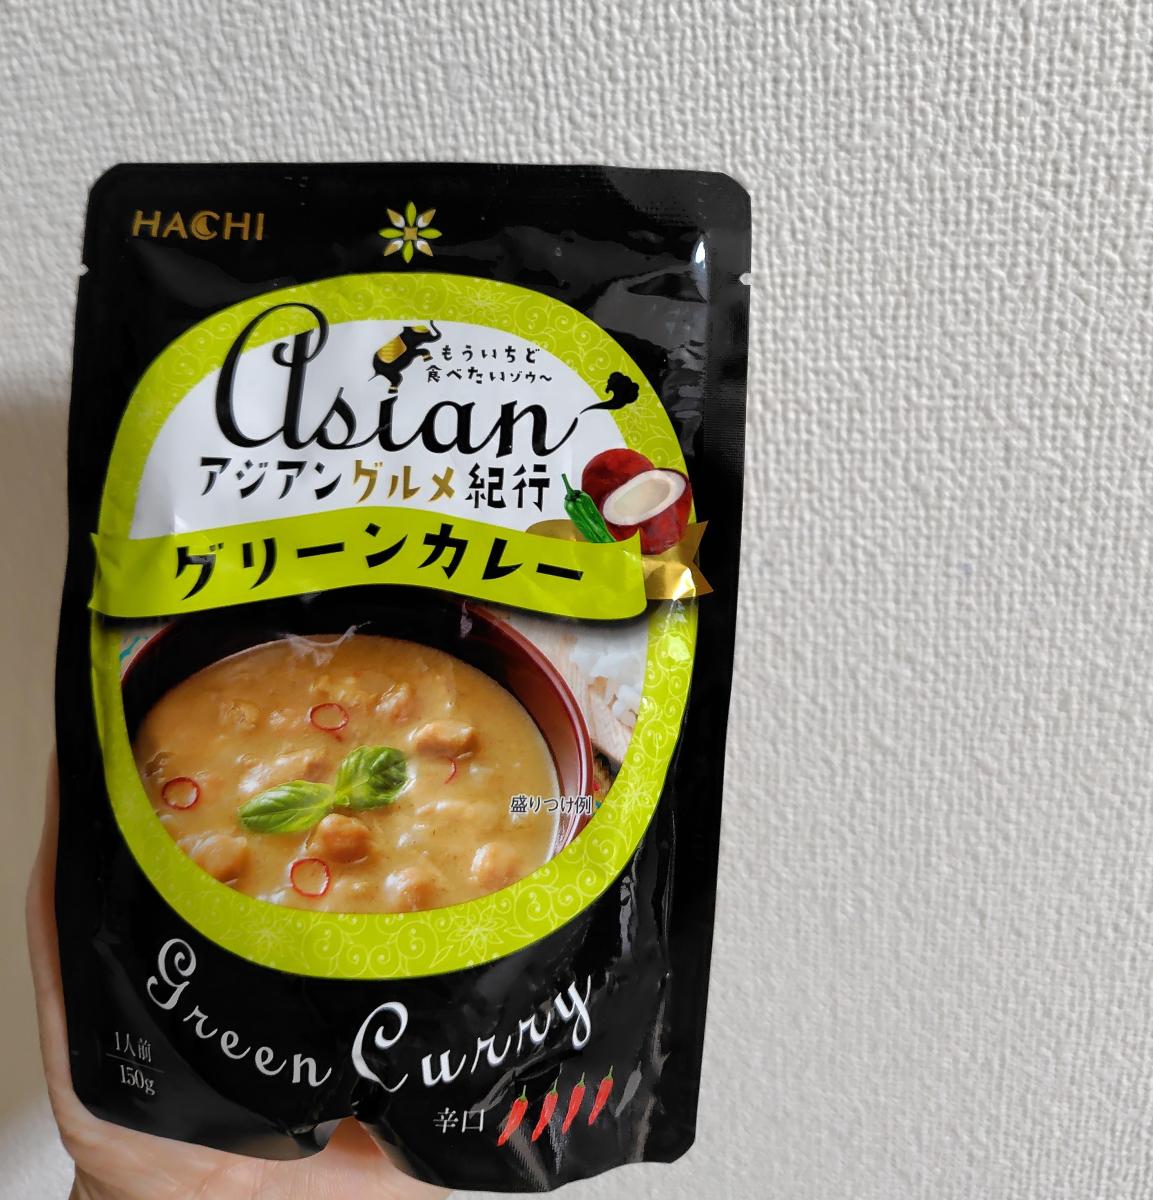 HACHI
もういちど
食べたいゾウ～
Asian
アジアングルメ紀行
グリーンカレー
盛りつけ例
Green Curry
1人前
150g
辛口